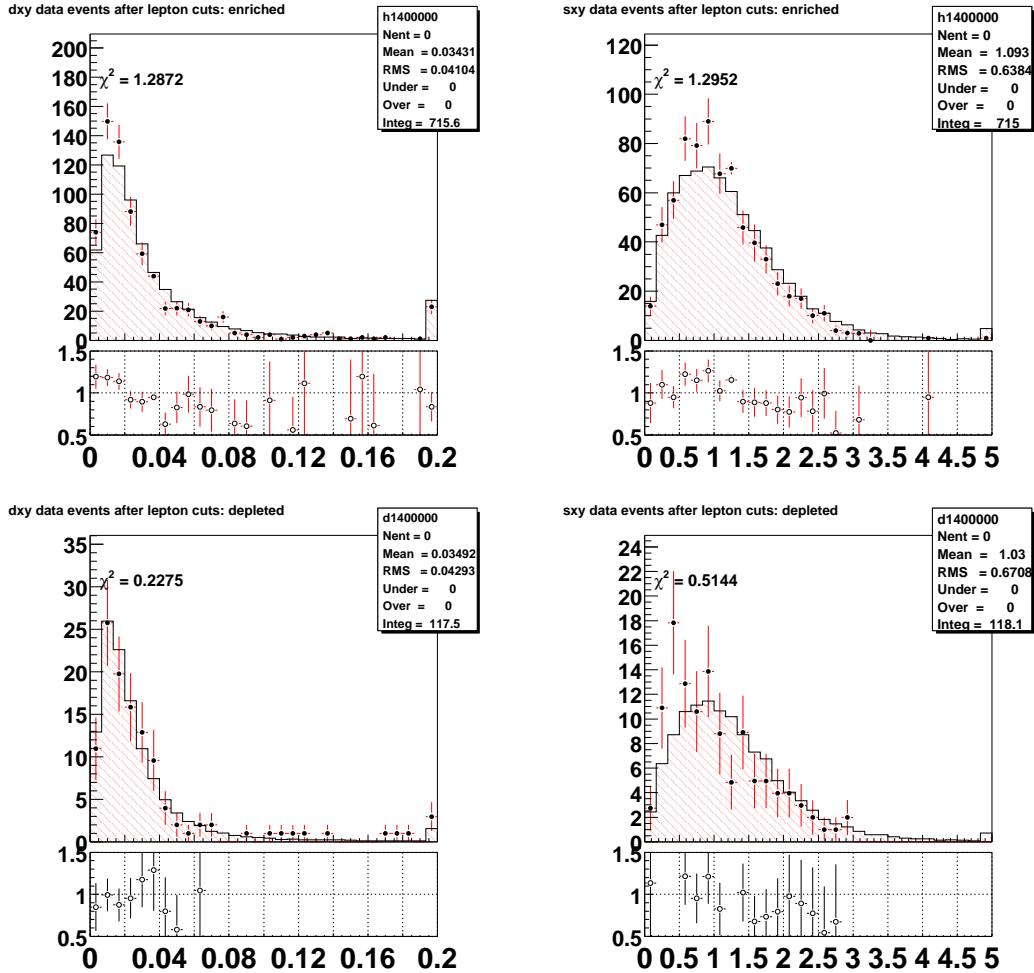 dxy data events after lepton cuts: enriched
h1400000
Nent = 0
Mean = 0.03431
RMS = 0.04104
Under = 0
Over = 0
Integ = 715.6
χ² = 1.2872
200
180
160
140
120
100
80
60
40
20
0
1.5
1
0.5
0 0.04 0.08 0.12 0.16 0.2
sxy data events after lepton cuts: enriched
h1400000
Nent = 0
Mean = 1.093
RMS = 0.6384
Under = 0
Over = 0
Integ = 715
χ² = 1.2952
120
100
80
60
40
20
0
1.5
1
0.5
0 0.5 1 1.5 2 2.5 3 3.5 4 4.5 5
dxy data events after lepton cuts: depleted
d1400000
Nent = 0
Mean = 0.03492
RMS = 0.04293
Under = 0
Over = 0
Integ = 117.5
χ² = 0.2275
35
30
25
20
15
10
5
0
1.5
1
0.5
0 0.04 0.08 0.12 0.16 0.2
sxy data events after lepton cuts: depleted
d1400000
Nent = 0
Mean = 1.03
RMS = 0.6708
Under = 0
Over = 0
Integ = 118.1
χ² = 0.5144
24
22
20
18
16
14
12
10
8
6
4
2
0
1.5
1
0.5
0 0.5 1 1.5 2 2.5 3 3.5 4 4.5 5